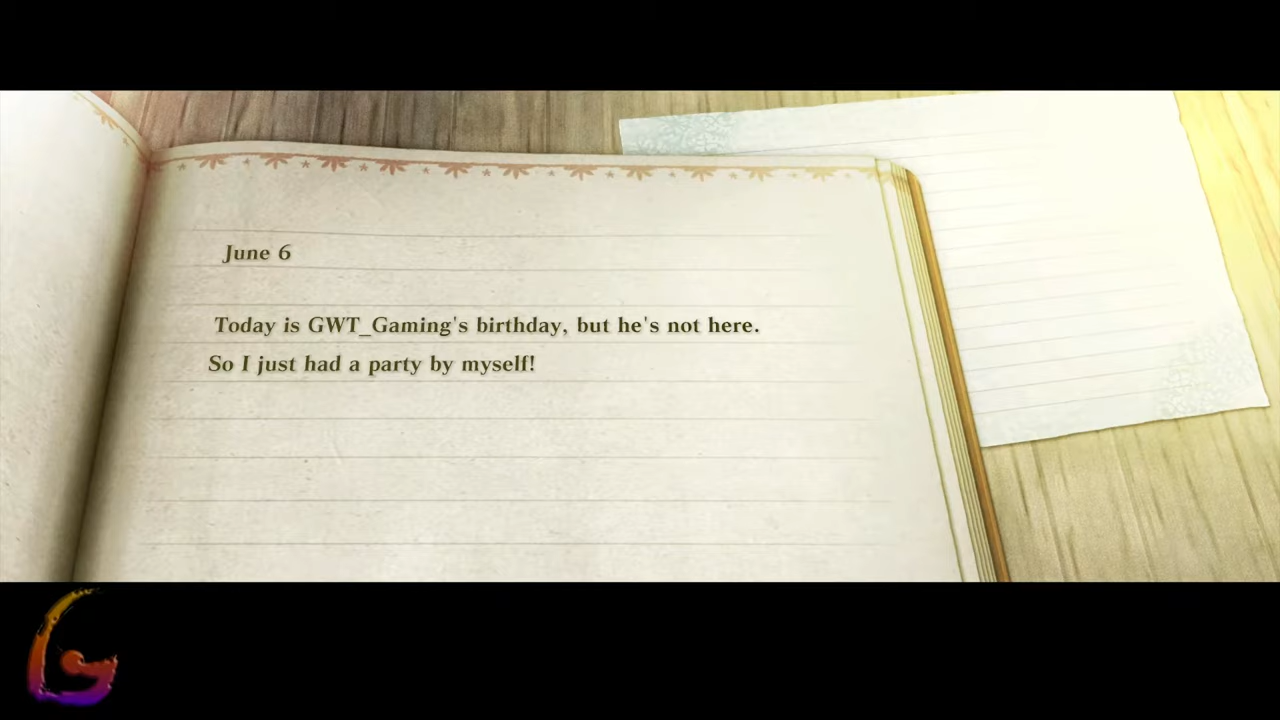 June 6
Today is GWT_Gaming's birthday, but he's not here.
So I just had a party by myself!